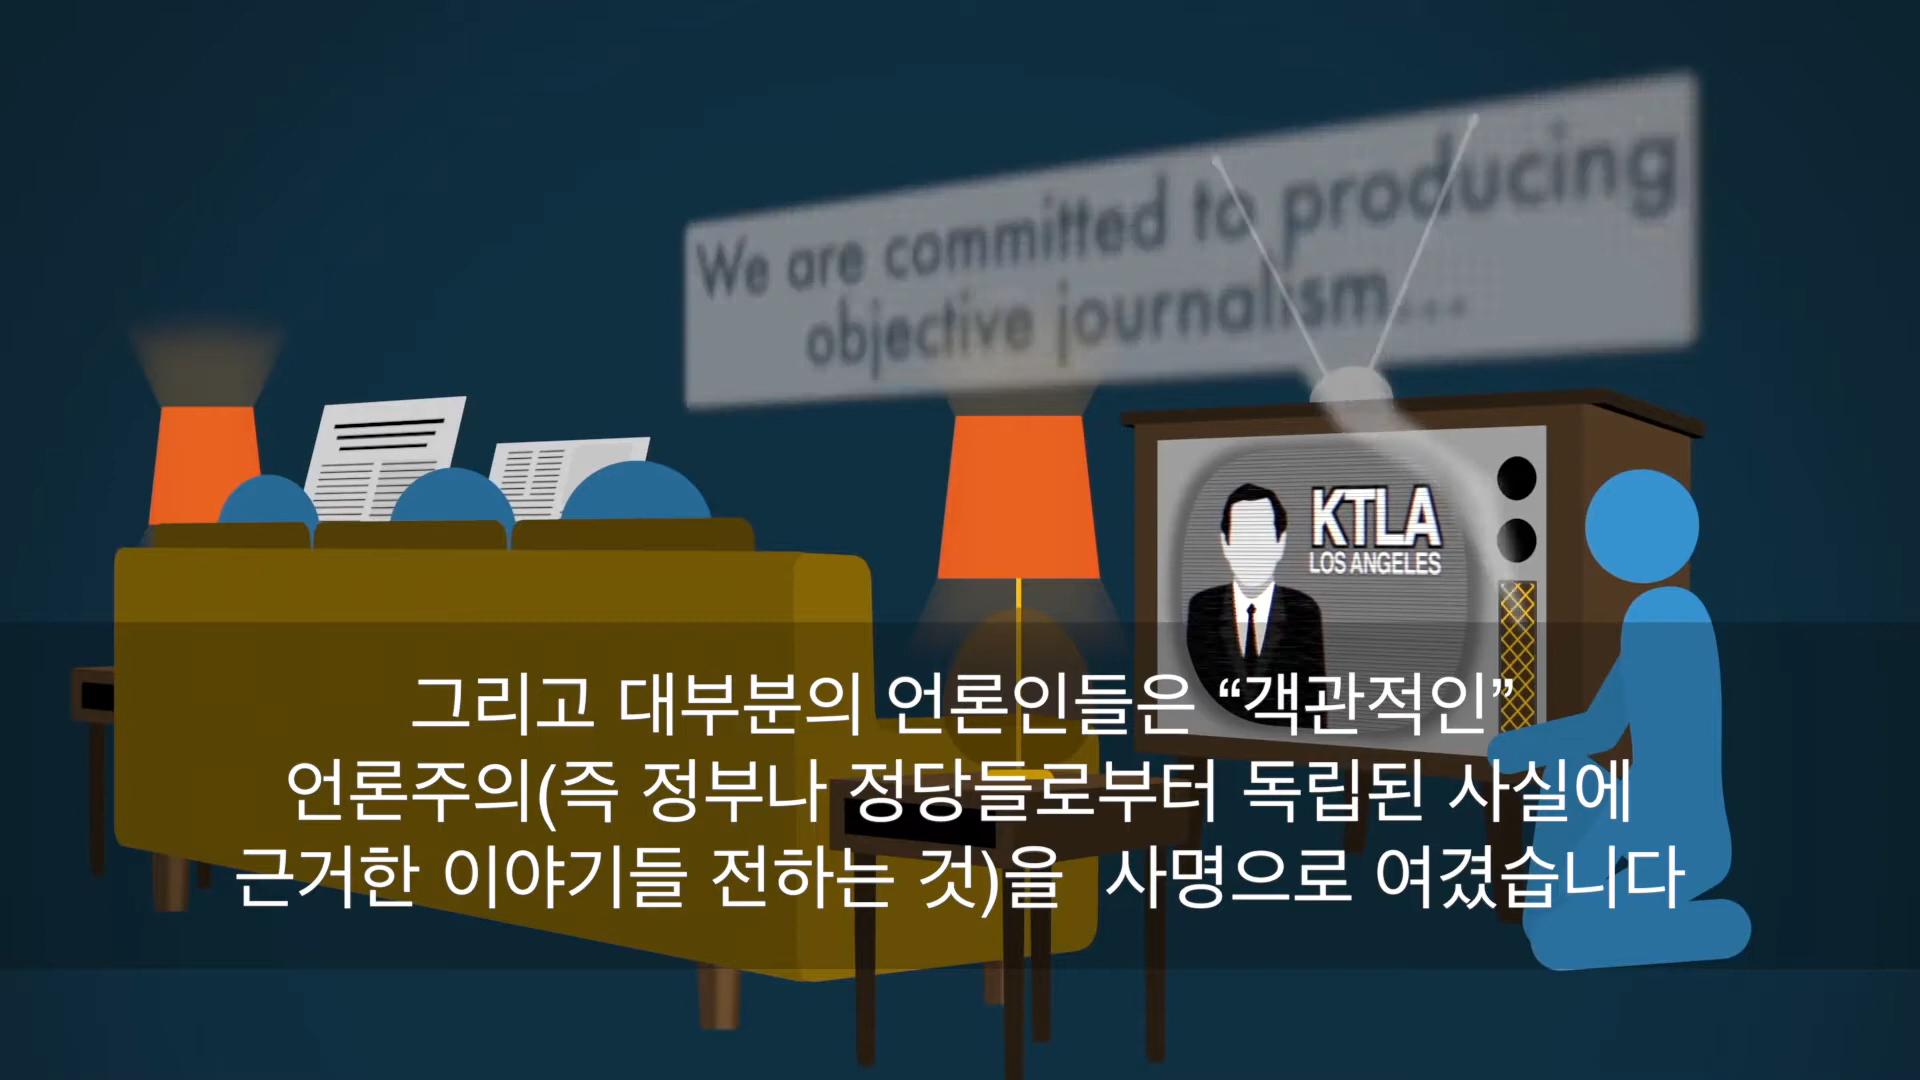 We are committed to producing
objective journalism...
KTLA
LOS ANGELES
그리고 대부분의 언론인들은 “객관적인”
언론주의(즉 정부나 정당들로부터 독립된 사실에
근거한 이야기들 전하는 것)을  사명으로 여겼습니다